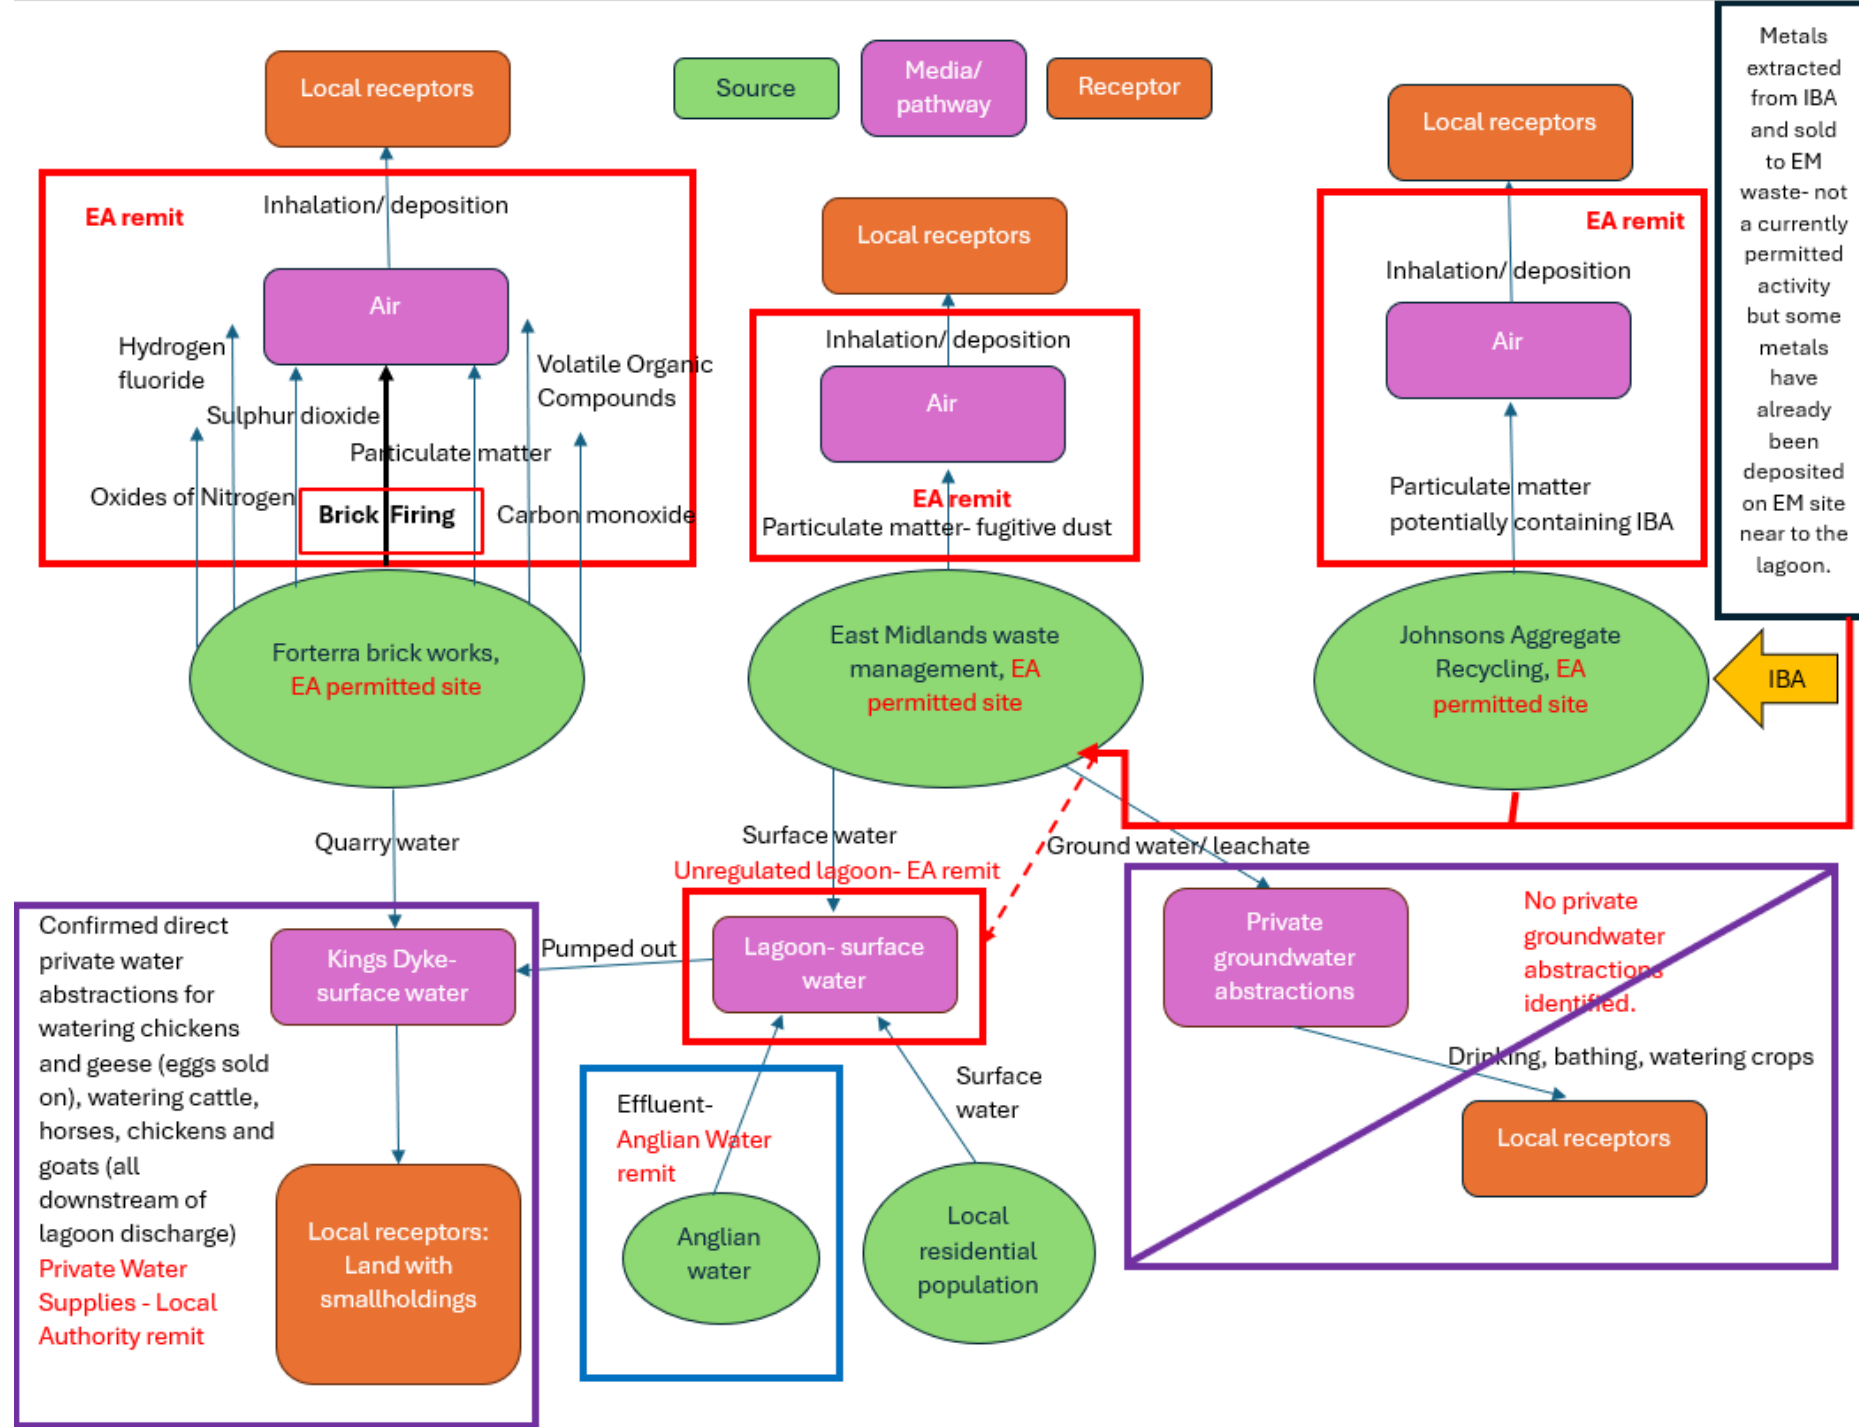 Local receptors
Source
Media/
pathway
Receptor
Local receptors
Metals
extracted
from IBA
and sold
to EM
waste- not
a currently
permitted
activity
but some
metals
have
already
been
deposited
on EM site
near to the
lagoon.
EA remit
Inhalation/ deposition
Air
Hydrogen
fluoride
Sulphur dioxide
Volatile Organic
Compounds
Particulate matter
Oxides of Nitrogen
Brick Firing
Carbon monoxide
Forterra brick works,
EA permitted site
Local receptors
Inhalation/ deposition
Air
EA remit
Particulate matter- fugitive dust
East Midlands waste
management, EA
permitted site
EA remit
Inhalation/ deposition
Air
Particulate matter
potentially containing IBA
Johnsons Aggregate
Recycling, EA
permitted site
IBA
Quarry water
Surface water
Unregulated lagoon- EA remit
Ground water/ leachate
Confirmed direct
private water
abstractions for
watering chickens
and geese (eggs sold
on), watering cattle,
horses, chickens and
goats (all
downstream of
lagoon discharge)
Private Water
Supplies - Local
Authority remit
Kings Dyke-
surface water
Pumped out
Lagoon- surface
water
Local receptors:
Land with
smallholdings
Effluent-
Anglian Water
remit
Anglian
water
Surface
water
Local
residential
population
Private
groundwater
abstractions
No private
groundwater
abstractions
identified.
Drinking, bathing, watering crops
Local receptors